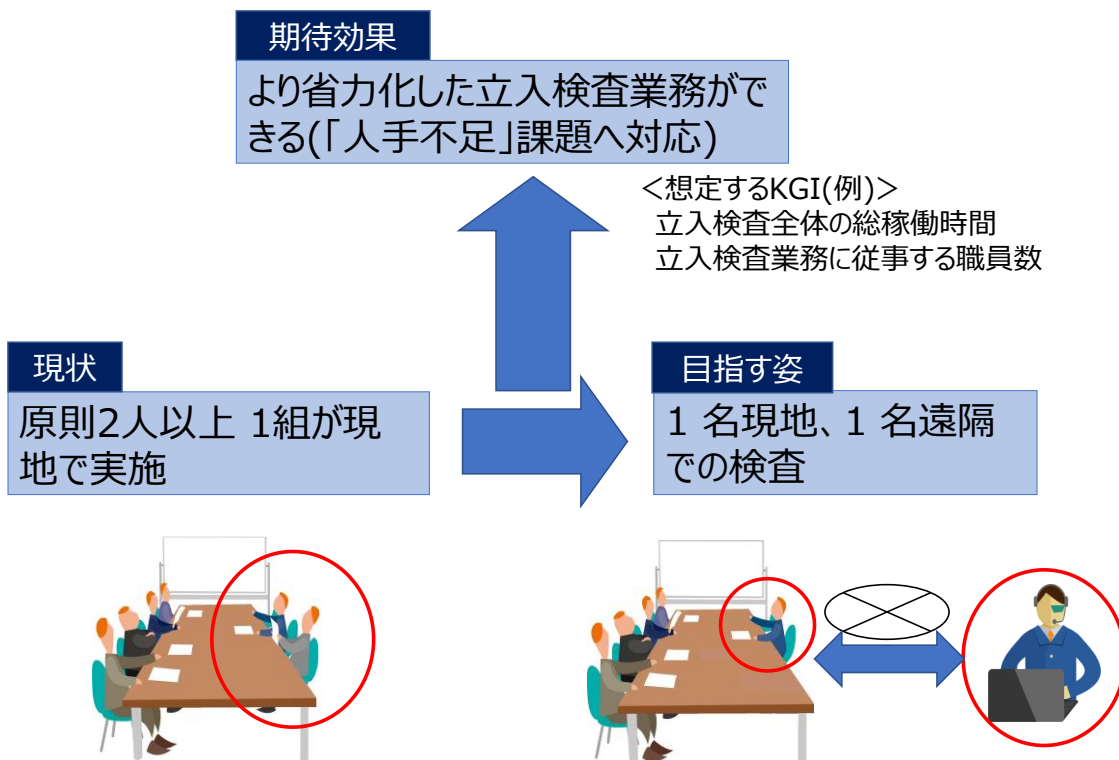 期待効果
より省力化した立入検査業務がで
きる(「人手不足」課題へ対応)
＜想定するKGI(例)＞
立入検査全体の総稼働時間
立入検査業務に従事する職員数
現状
原則2人以上 1組が現
地で実施
目指す姿
1 名現地、1 名遠隔
での検査